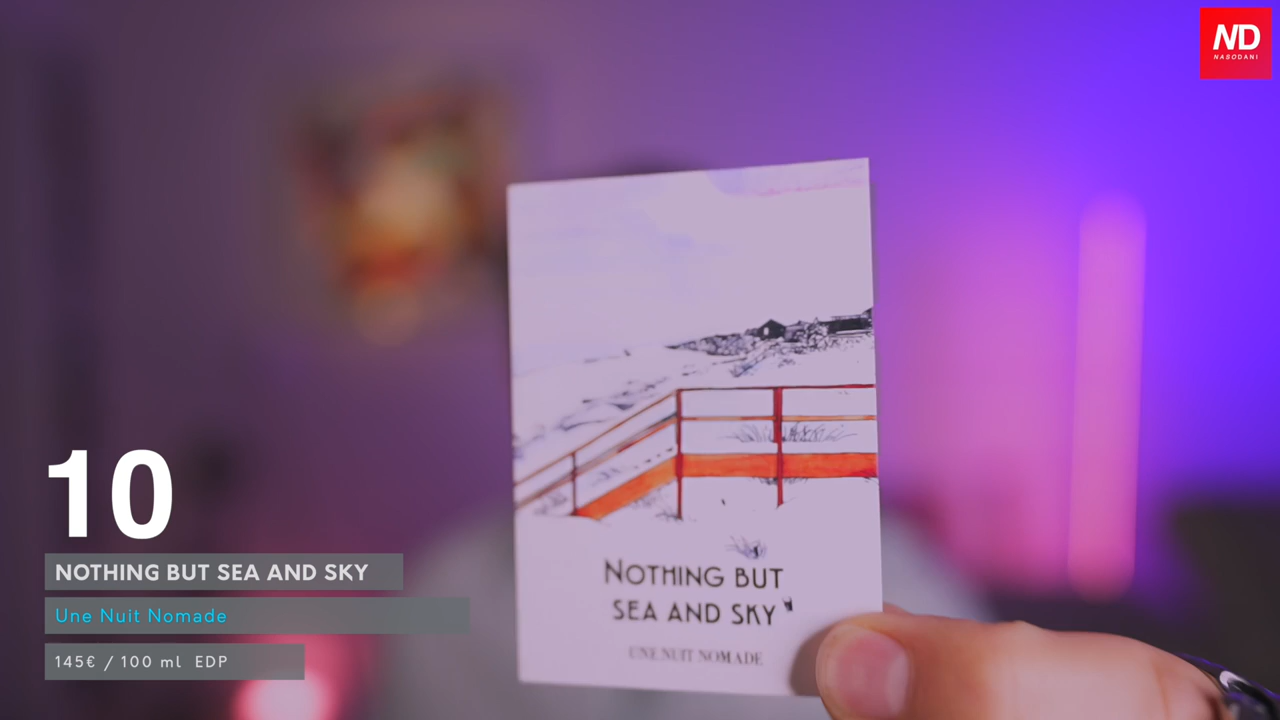 ND
NABODANI
NOTHING BUT
SEA AND SKY
UNE NUIT NOMADE
10
NOTHING BUT SEA AND SKY
Une Nuit Nomade
145€ / 100 ml EDP